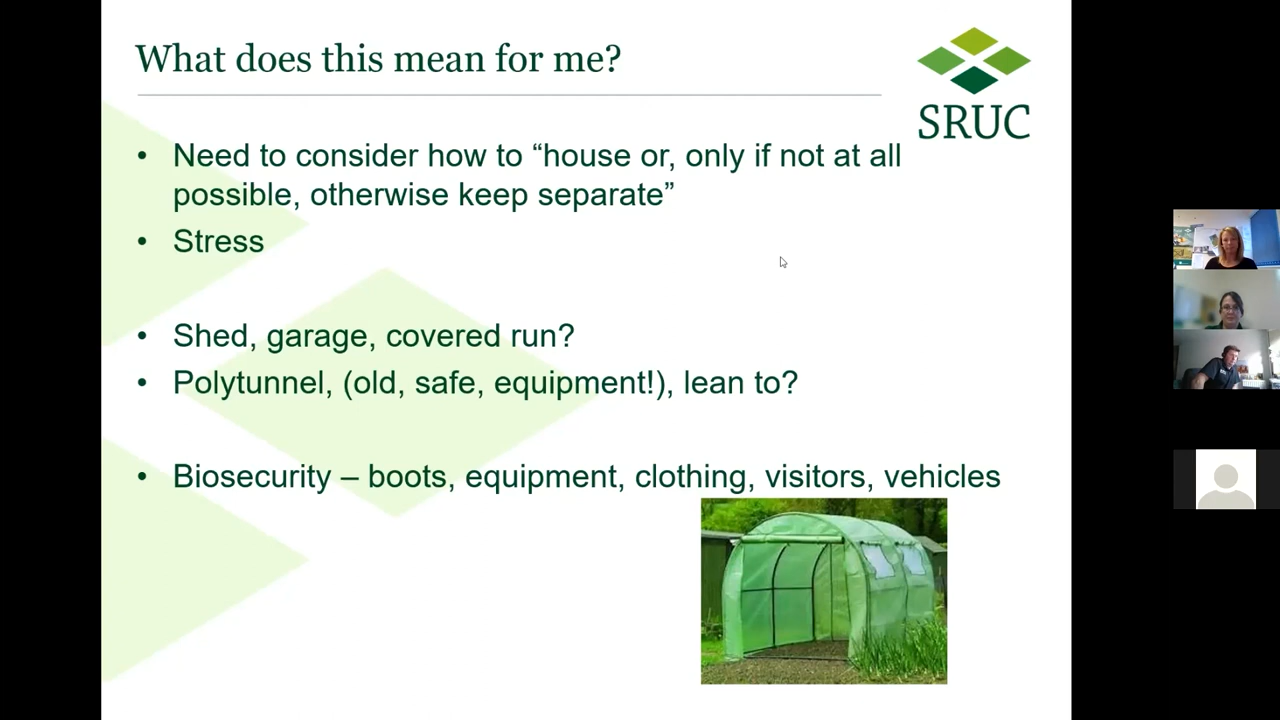 What does this mean for me?
SRUC
• Need to consider how to “house or, only if not at all
possible, otherwise keep separate”
• Stress
• Shed, garage, covered run?
• Polytunnel, (old, safe, equipment!), lean to?
• Biosecurity – boots, equipment, clothing, visitors, vehicles